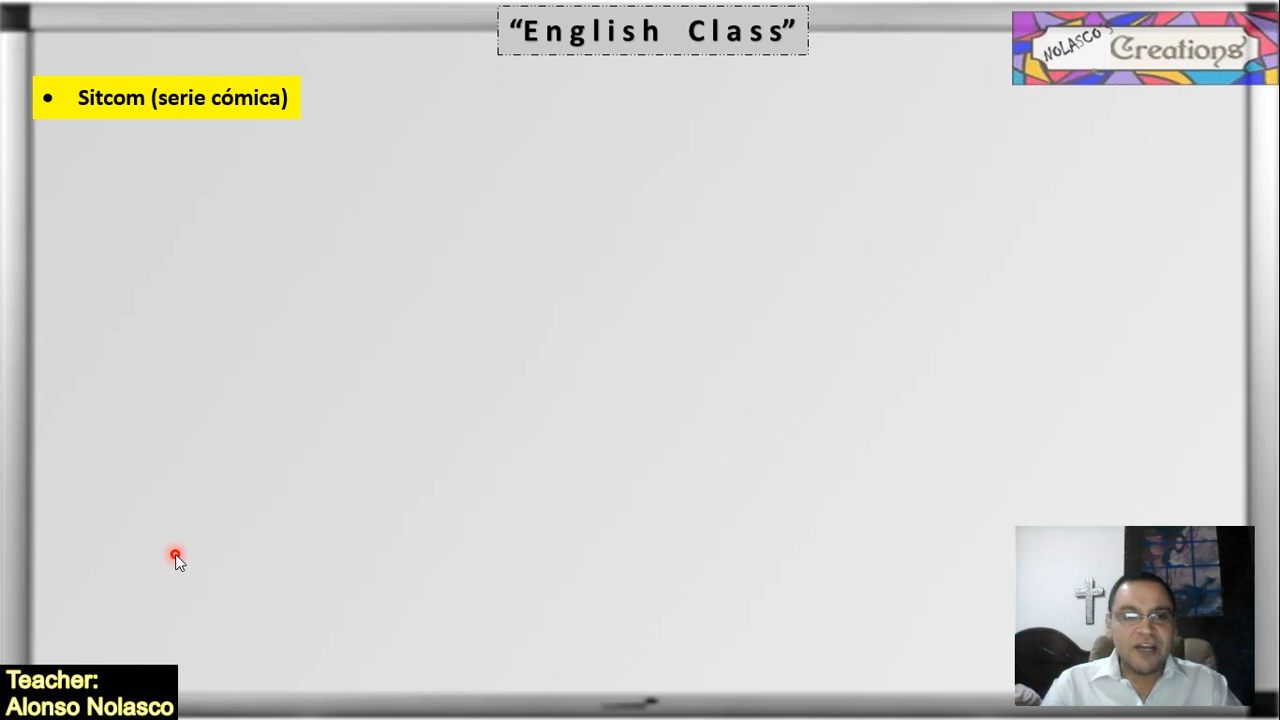 “English Class”
NOLASCO's Creations
• Sitcom (serie cómica)
Teacher:
Alonso Nolasco